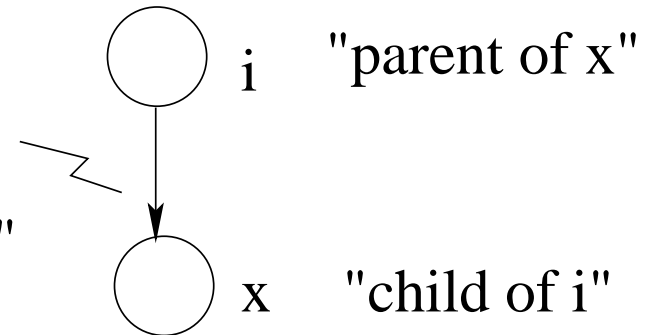 i "parent of x"
"
x "child of i"